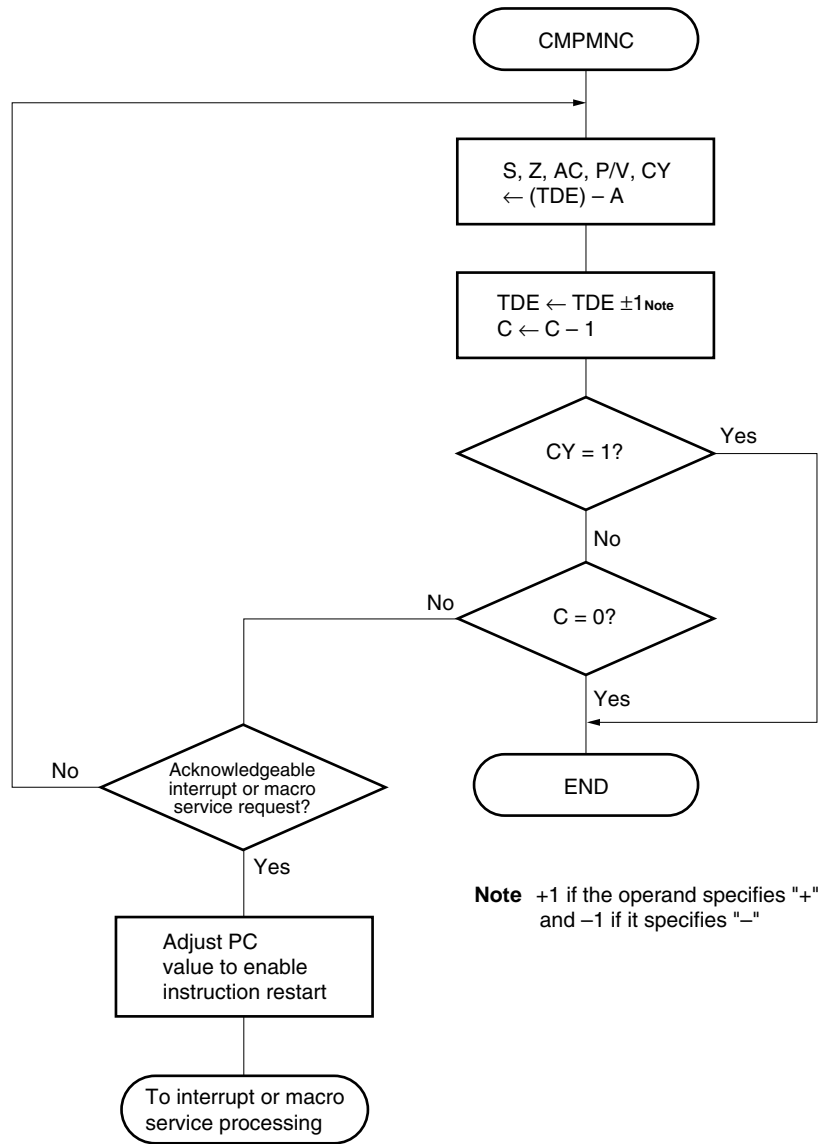 CMPMNC
S, Z, AC, P/V, CY
← (TDE) – A
TDE ← TDE ±1Note
C ← C – 1
CY = 1?
Yes
No
C = 0?
No
Yes
END
Acknowledgeable
interrupt or macro
service request?
No
Yes
Adjust PC
value to enable
instruction restart
To interrupt or macro
service processing
Note +1 if the operand specifies "+"
and –1 if it specifies "–"